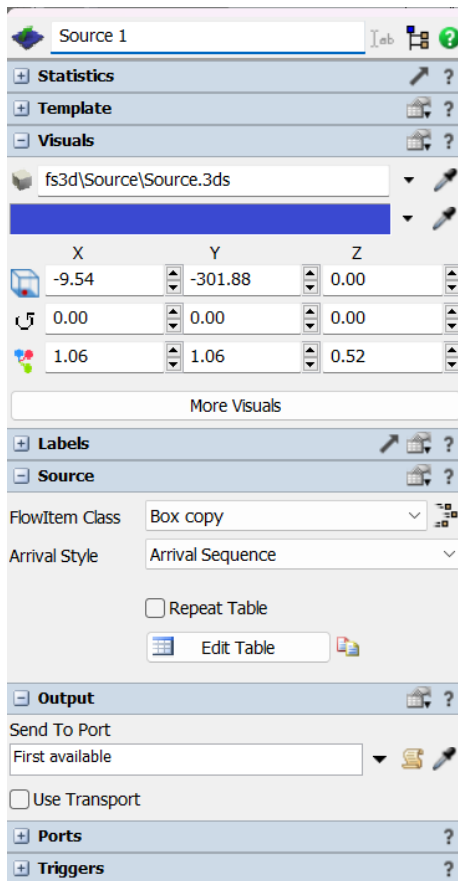 Source 1
Statistics
Template
Visuals
fs3d\Source\Source.3ds
X Y Z
-9.54 -301.88 0.00
0.00 0.00 0.00
1.06 1.06 0.52
More Visuals
Labels
Source
FlowItem Class Box copy
Arrival Style Arrival Sequence
Repeat Table
Edit Table
Output
Send To Port
First available
Use Transport
Ports
Triggers